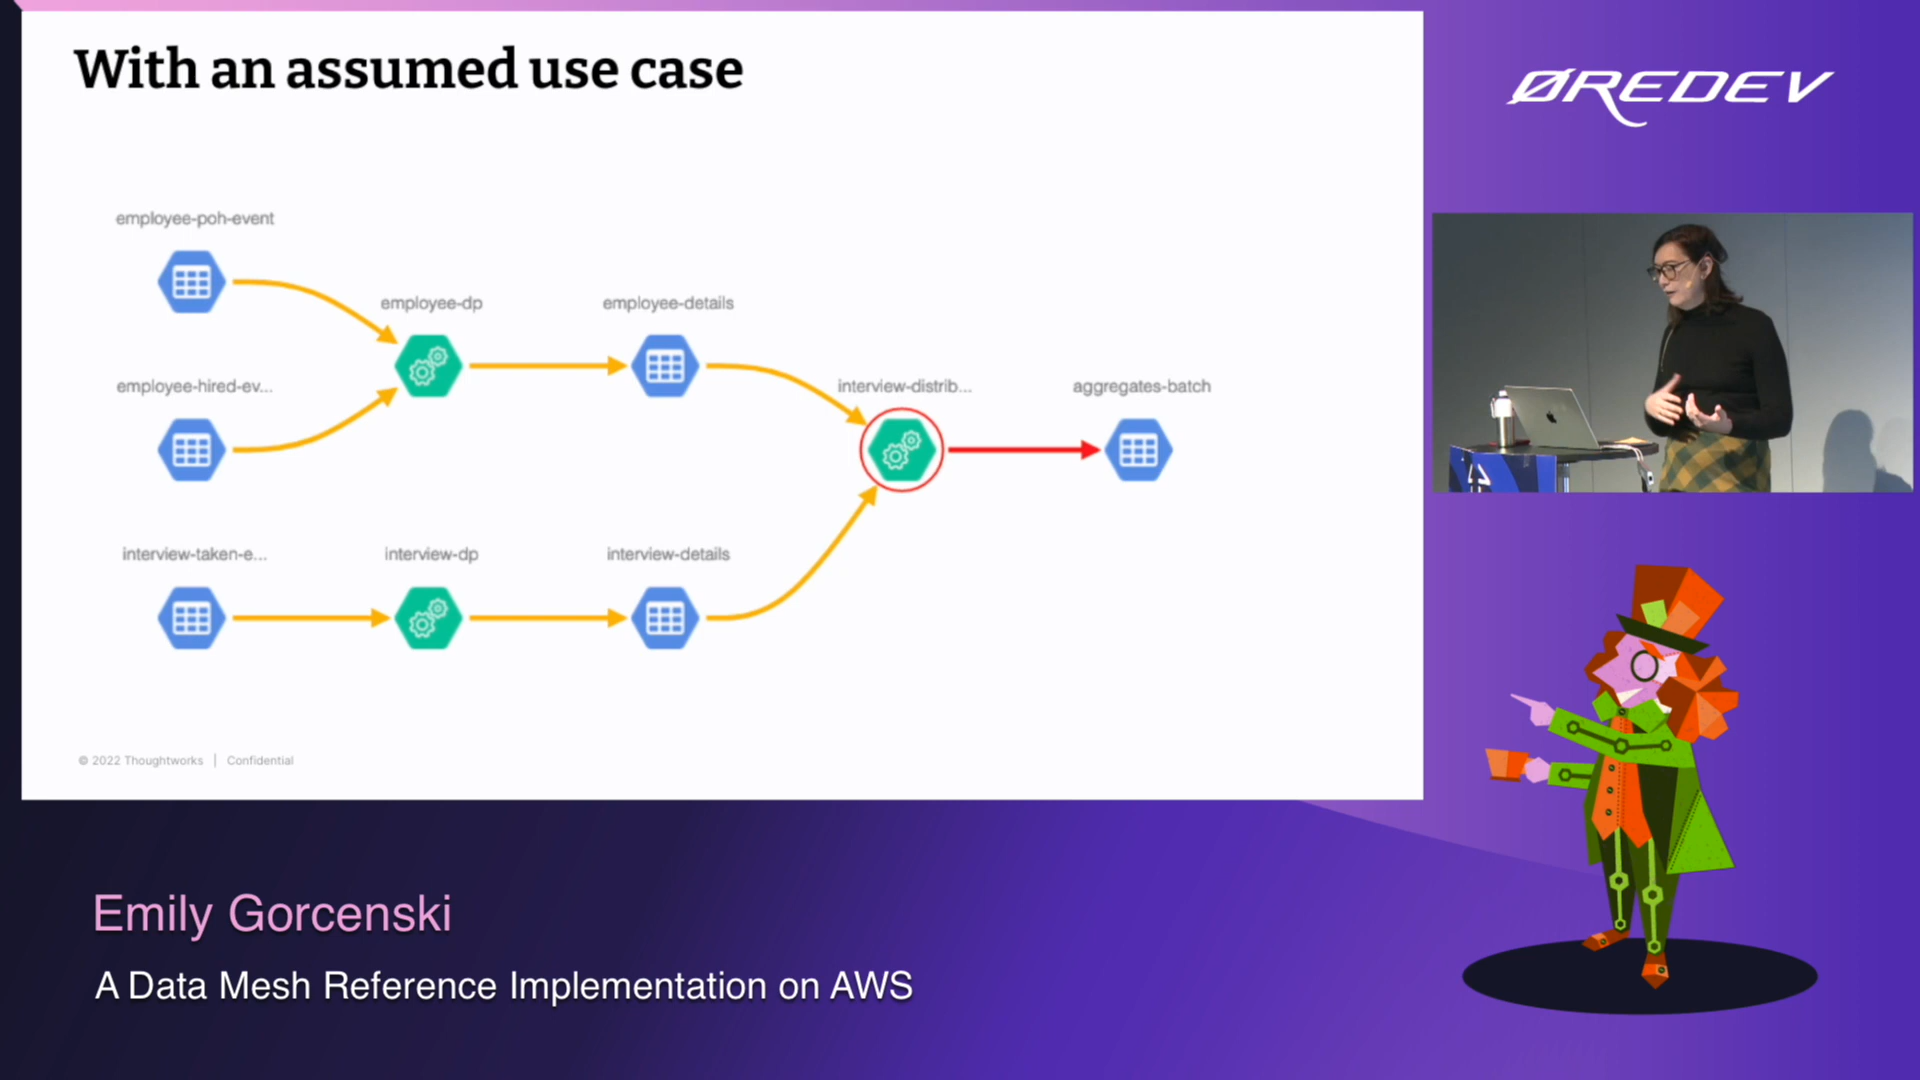 With an assumed use case
ØREDEV
employee-poh-event
employee-dp
employee-details
employee-hired-ev...
interview-distrib...
aggregates-batch
interview-taken-e...
interview-dp
interview-details
© 2022 Thoughtworks | Confidential
Emily Gorcenski
A Data Mesh Reference Implementation on AWS